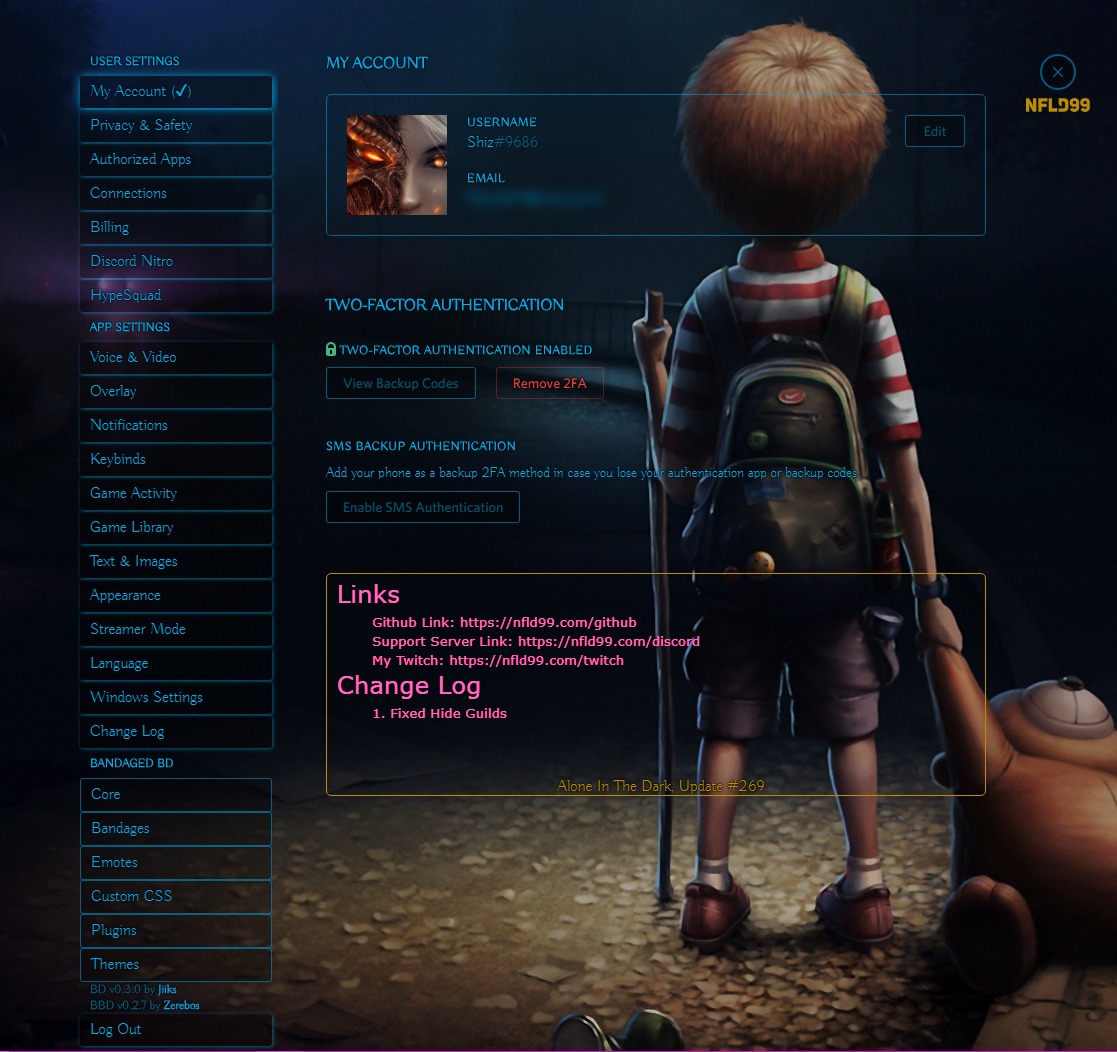 USER SETTINGS
My Account (✓)
Privacy & Safety
Authorized Apps
Connections
Billing
Discord Nitro
HypeSquad
APP SETTINGS
Voice & Video
Overlay
Notifications
Keybinds
Game Activity
Game Library
Text & Images
Appearance
Streamer Mode
Language
Windows Settings
Change Log
BANDAGED BD
Core
Bandages
Emotes
Custom CSS
Plugins
Themes
BD v0.3.0 by Jiiks
BBD v0.2.7 by Zerebos
Log Out
MY ACCOUNT
USERNAME
Shiz#9686
Edit
EMAIL
TWO-FACTOR AUTHENTICATION
TWO-FACTOR AUTHENTICATION ENABLED
View Backup Codes
Remove 2FA
SMS BACKUP AUTHENTICATION
Add your phone as a backup 2FA method in case you lose your authentication app or backup codes.
Enable SMS Authentication
Links
Github Link: https://nfld99.com/github
Support Server Link: https://nfld99.com/discord
My Twitch: https://nfld99.com/twitch
Change Log
1. Fixed Hide Guilds
Alone In The Dark, Update #269
NFLD99